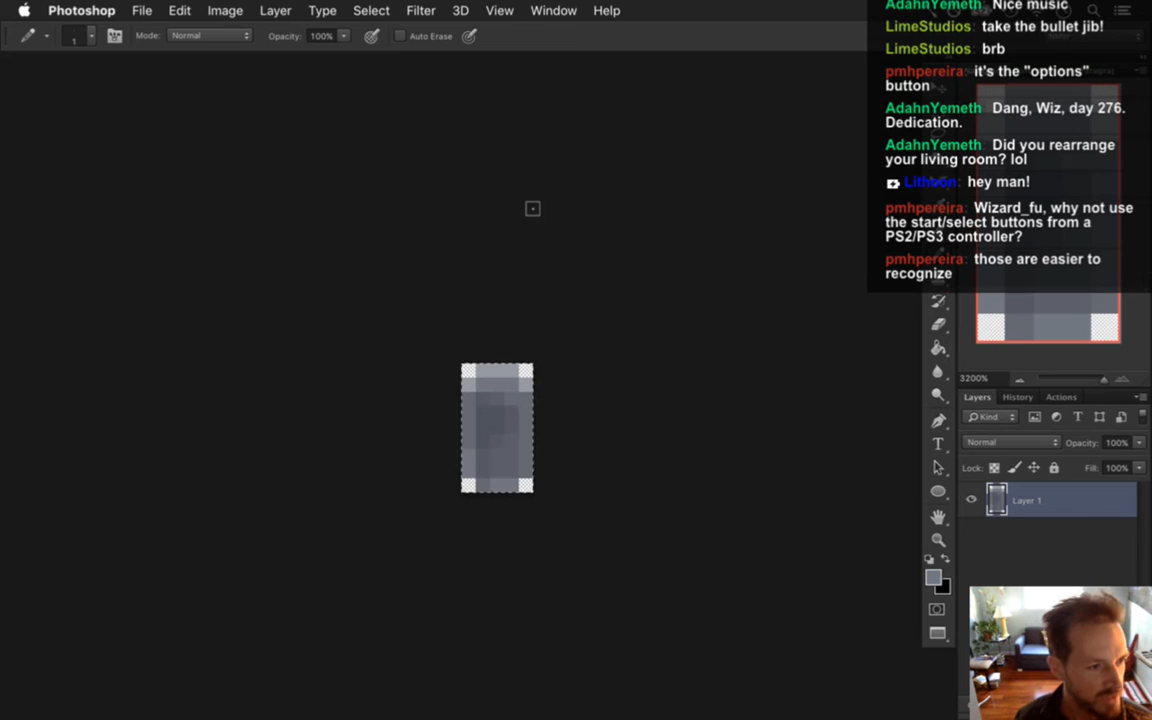 Photoshop File Edit Image Layer Type Select Filter 3D View Window Help
AdahnYemeth: Nice music
1 Mode: Normal Opacity: 100% Auto Erase
LimeStudios: take the bullet jib!
LimeStudios: brb
pmhpereira: it's the "options"
button
AdahnYemeth: Dang, Wiz, day 276.
Dedication.
AdahnYemeth: Did you rearrange
your living room? lol
Lithoon: hey man!
pmhpereira: Wizard_fu, why not use
the start/select buttons from a
PS2/PS3 controller?
pmhpereira: those are easier to
recognize
3200%
Layers History Actions
Kind
Normal Opacity: 100%
Lock: Fill: 100%
Layer 1